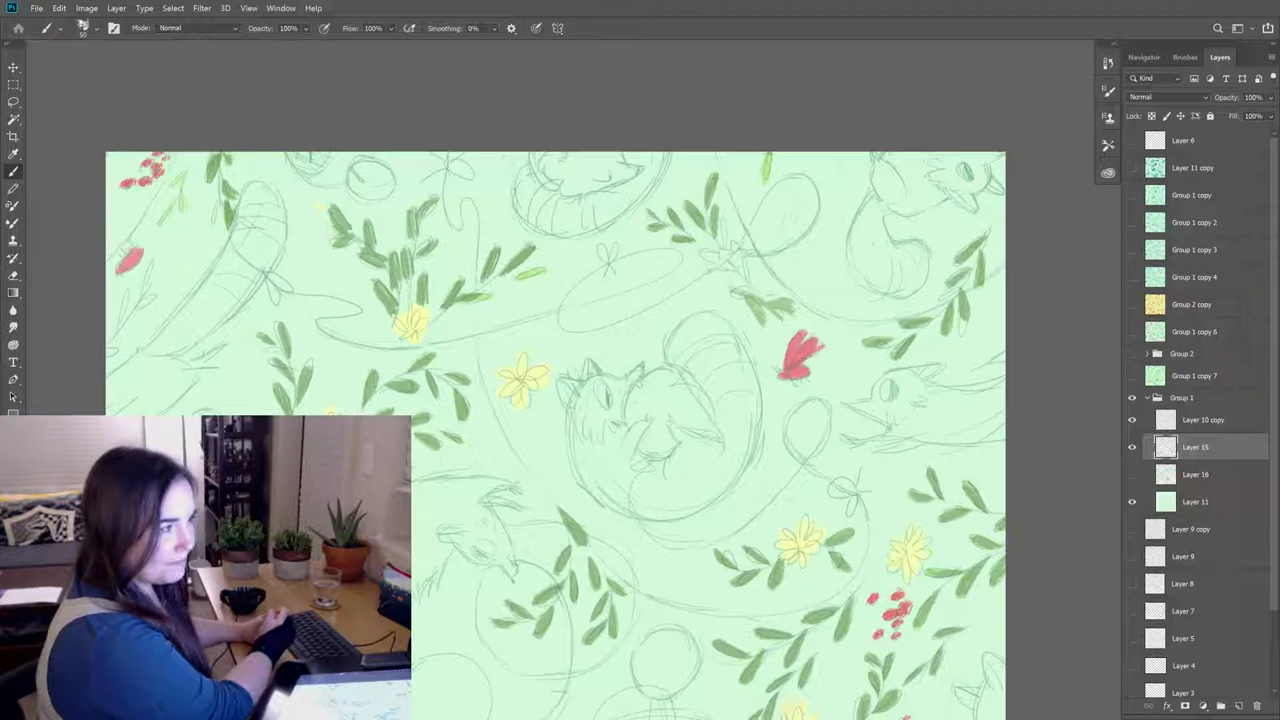 Ps File Edit Image Layer Type Select Filter 3D View Window Help
50 Mode: Normal Opacity: 100% Flow: 100% Smoothing: 0%
Navigator Brushes Layers
Kind
Normal Opacity: 100%
Lock: Fill: 100%
Layer 6
Layer 11 copy
Group 1 copy
Group 1 copy 2
Group 1 copy 3
Group 1 copy 4
Group 2 copy
Group 1 copy 6
Group 2
Group 1 copy 7
Group 1
Layer 10 copy
Layer 15
Layer 16
Layer 11
Layer 9 copy
Layer 9
Layer 8
Layer 7
Layer 5
Layer 4
Layer 3
fx